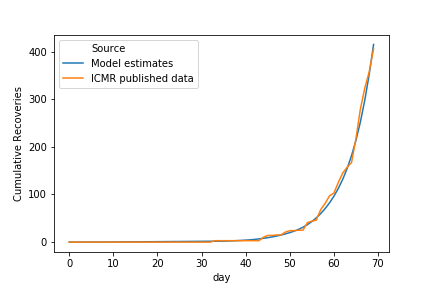 Source
Model estimates
ICMR published data
Cumulative Recoveries
400
300
200
100
0
0 10 20 30 40 50 60 70
day